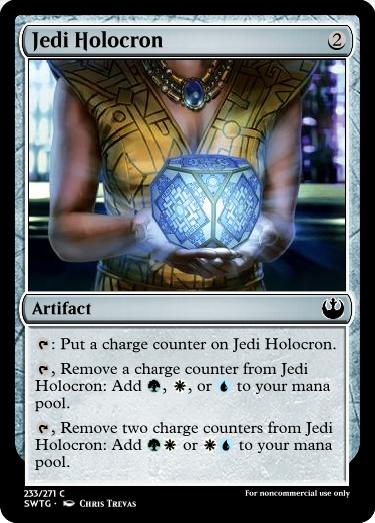 Jedi Holocron 2
Artifact
: Put a charge counter on Jedi Holocron.
, Remove a charge counter from Jedi
Holocron: Add , , or to your mana
pool.
, Remove two charge counters from Jedi
Holocron: Add or to your mana
pool.
233/271 C
SWTG · Chris Trevas
For noncommercial use only